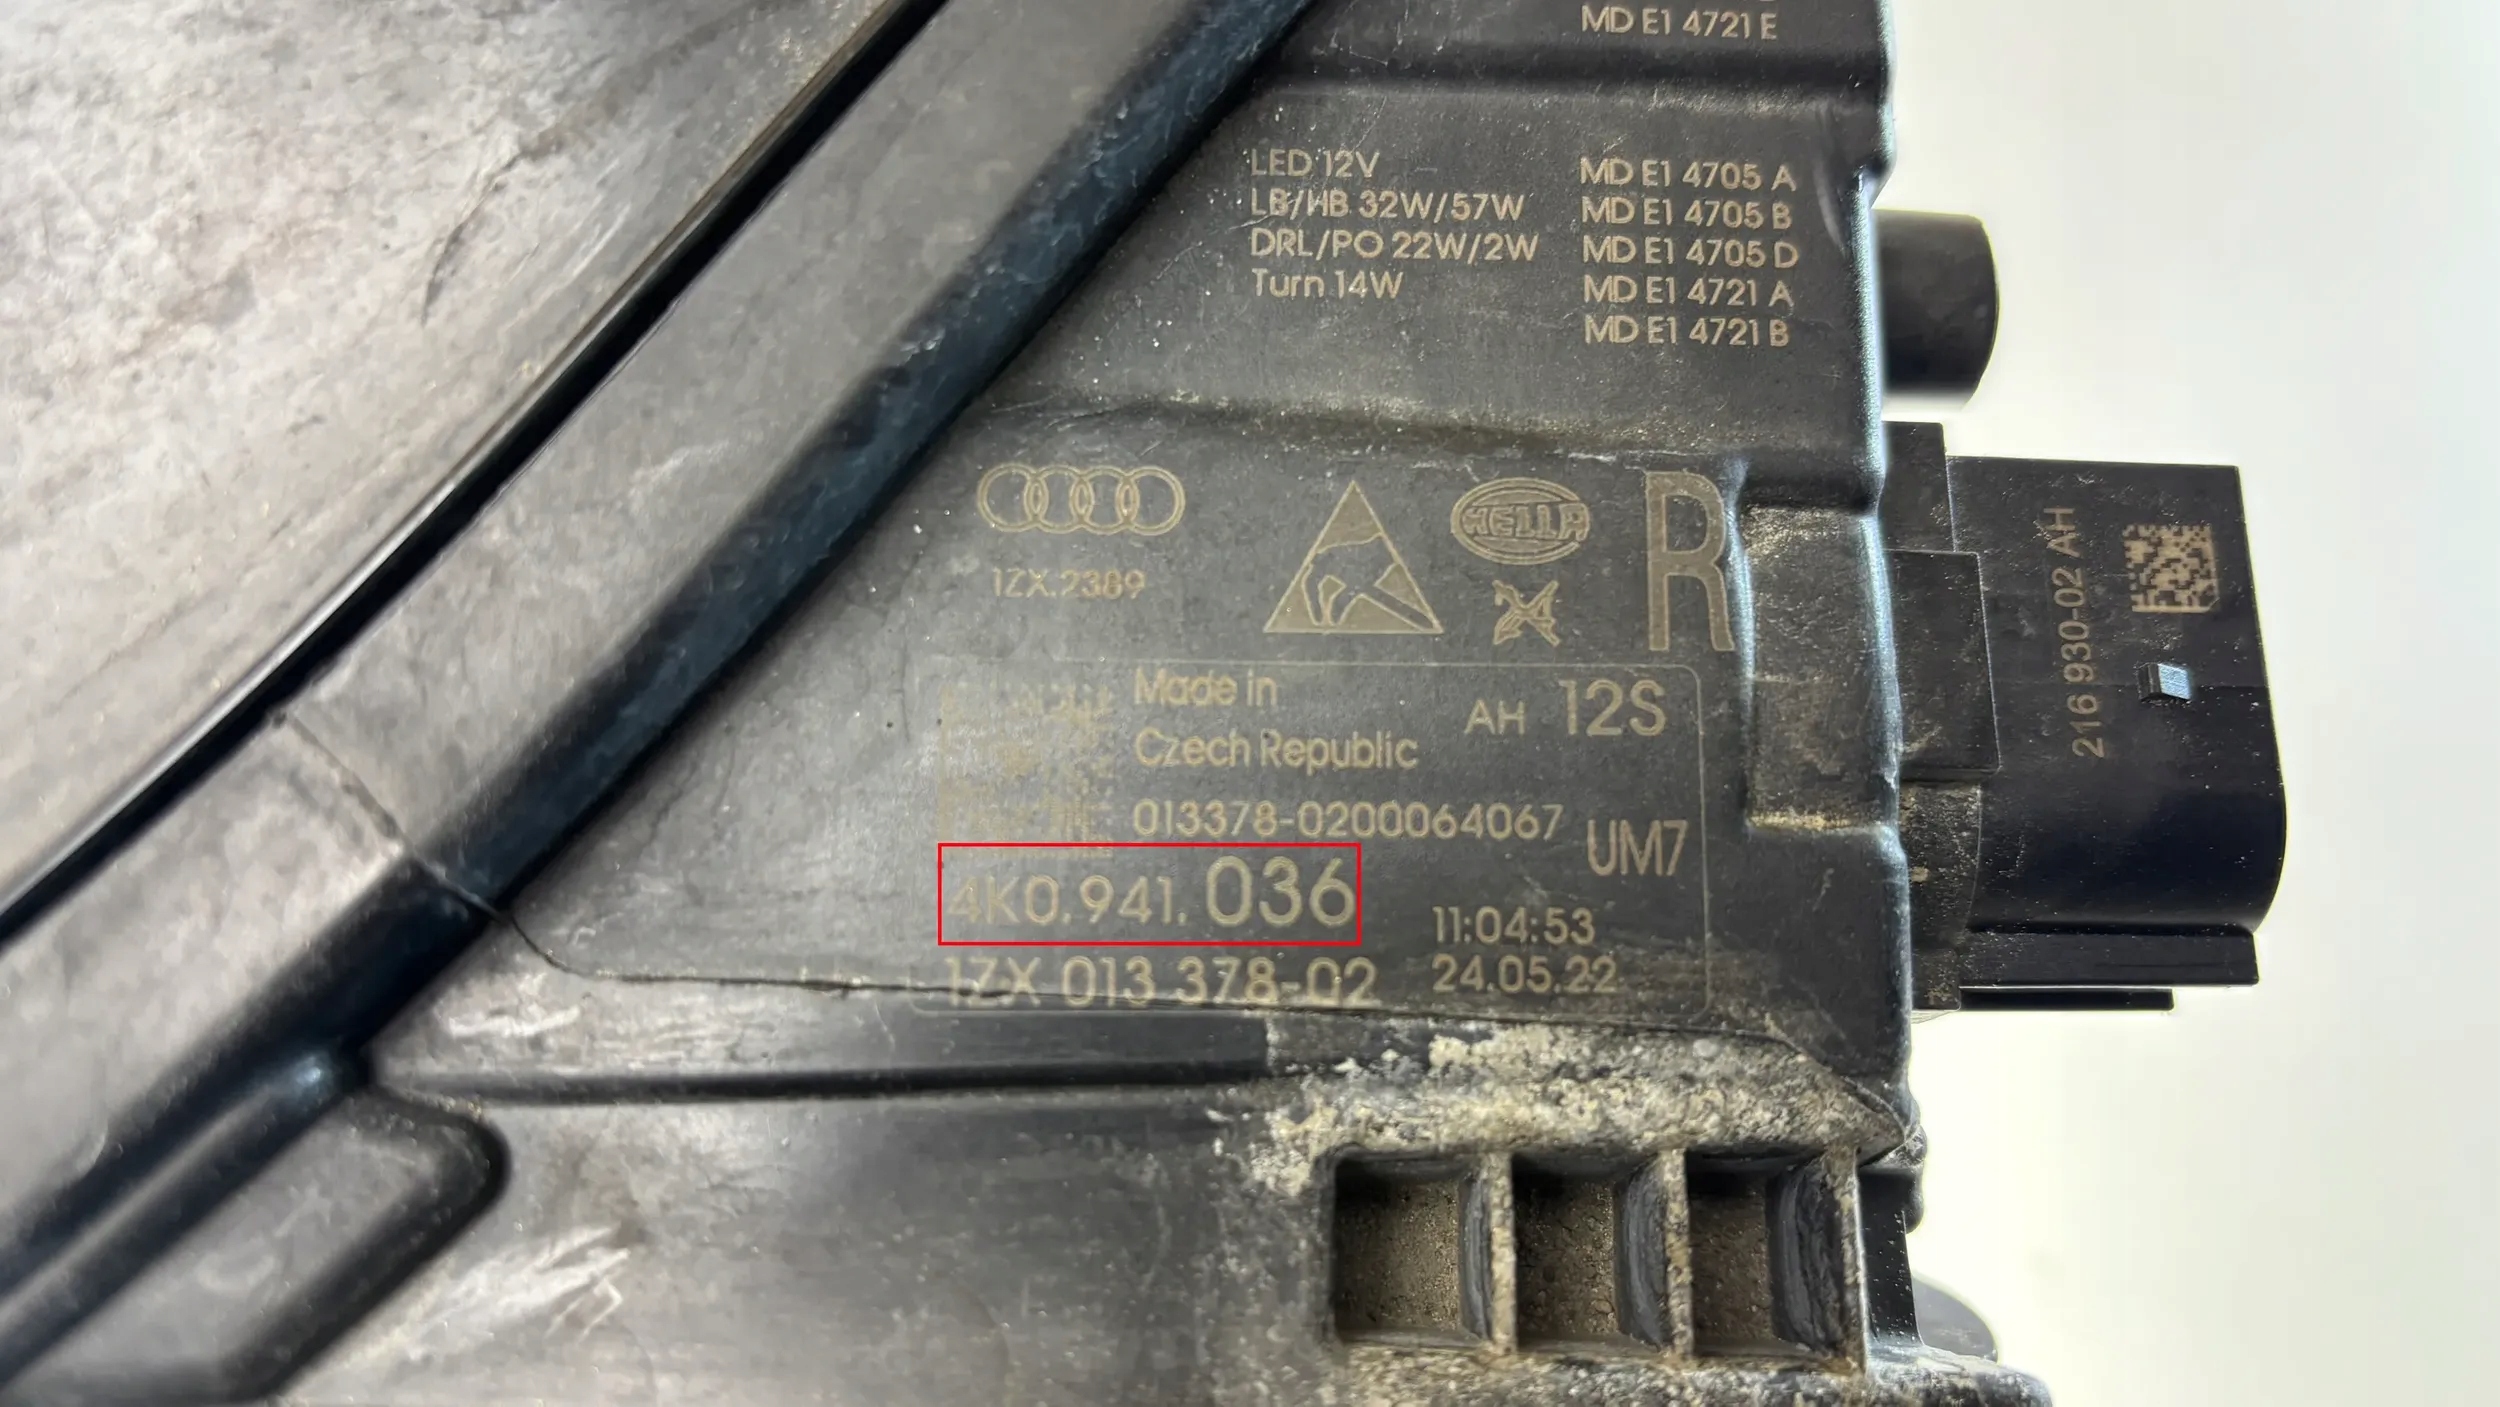 MD E1 4721 E
LED 12V
LB/HB 32W/57W
DRL/PO 22W/2W
Turn 14W
MD E1 4705 A
MD E1 4705 B
MD E1 4705 D
MD E1 4721 A
MD E1 4721 B
1ZX.2389
HELLA
R
Made in
Czech Republic
AH 12S
013378-0200064067
UM7
4K0.941.036
11:04:53
1ZX 013 378-02
24.05.22
216 930-02 AH